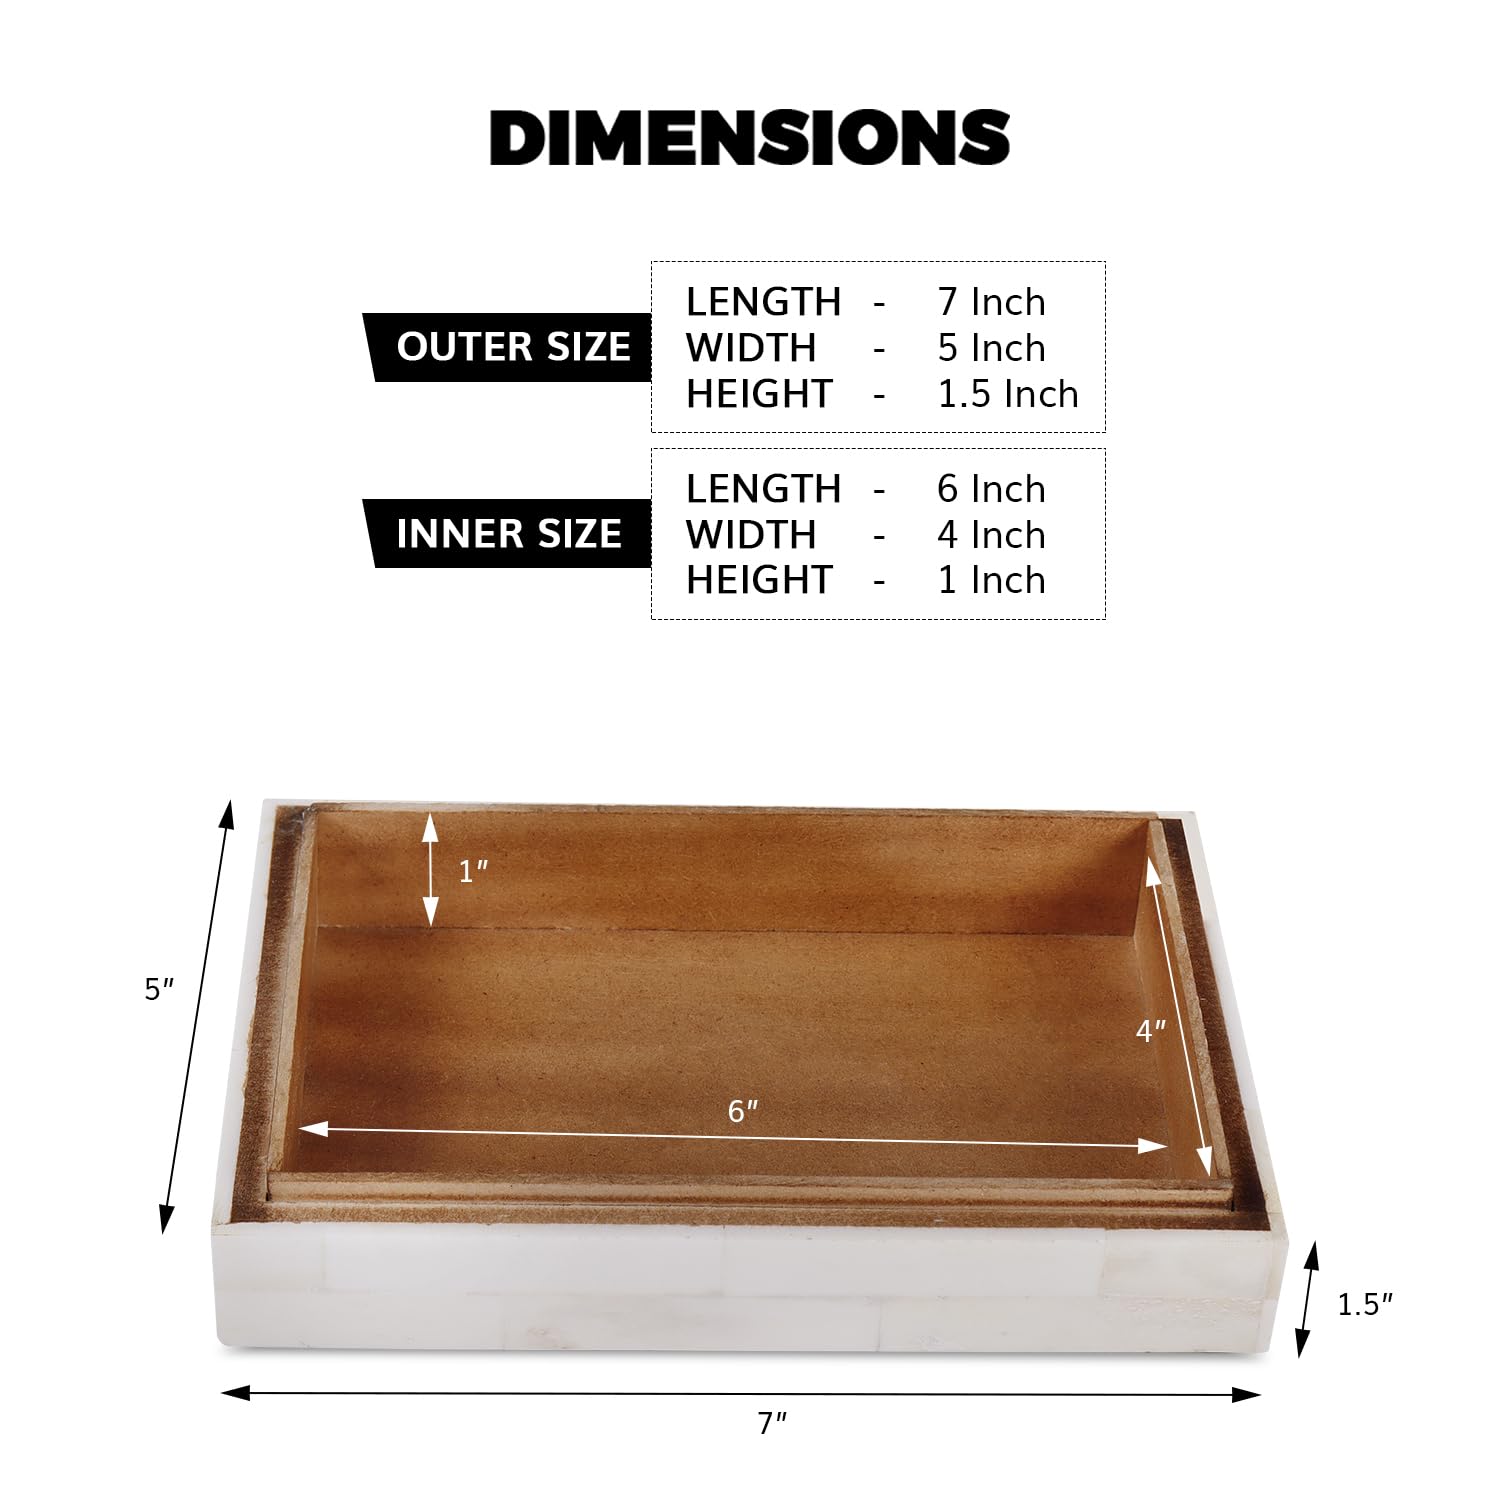 DIMENSIONS
OUTER SIZE
LENGTH - 7 Inch
WIDTH - 5 Inch
HEIGHT - 1.5 Inch
INNER SIZE
LENGTH - 6 Inch
WIDTH - 4 Inch
HEIGHT - 1 Inch
1"
5"
4"
6"
1.5"
7"